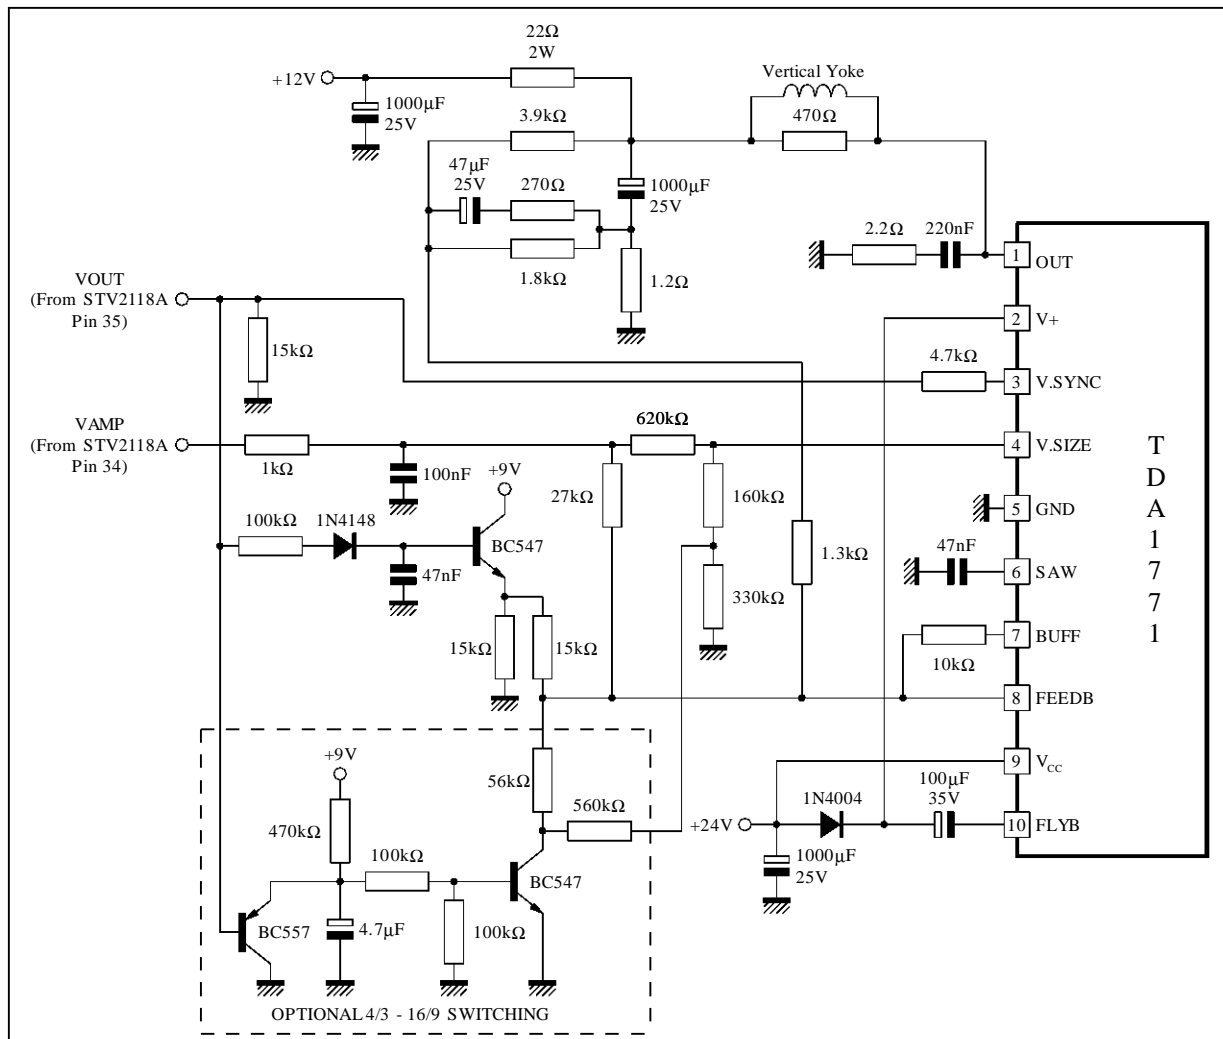 22Ω
2W
+12V
1000µF
25V
Vertical Yoke
470Ω
3.9kΩ
47µF
25V
270Ω
1000µF
25V
1.8kΩ
1.2Ω
2.2Ω
220nF
1
OUT
VOUT
(From STV2118A
Pin 35)
15kΩ
2
V+
4.7kΩ
3
V.SYNC
VAMP
(From STV2118A
Pin 34)
1kΩ
100nF
620kΩ
4
V.SIZE
+9V
27kΩ
160kΩ
5
GND
100kΩ
1N4148
BC547
47nF
1.3kΩ
47nF
6
SAW
330kΩ
15kΩ
15kΩ
10kΩ
7
BUFF
8
FEEDB
T
D
A
1
7
7
1
+9V
56kΩ
470kΩ
560kΩ
9
VCC
+24V
1N4004
100µF
35V
10
FLYB
1000µF
25V
100kΩ
BC547
BC557
4.7µF
100kΩ
OPTIONAL 4/3 - 16/9 SWITCHING